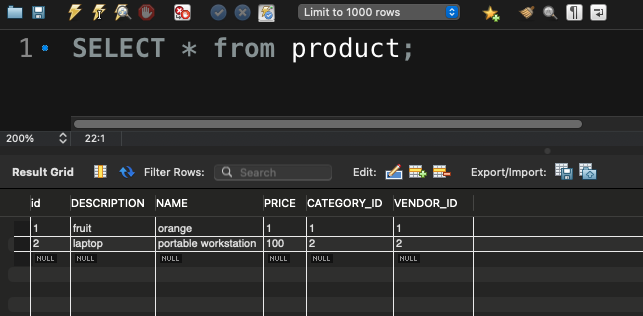 Limit to 1000 rows
1 SELECT * from product;
200% 22:1
Result Grid Filter Rows: Search Edit: Export/Import:
id DESCRIPTION NAME PRICE CATEGORY_ID VENDOR_ID
1 fruit orange 1 1 1
2 laptop portable workstation 100 2 2
NULL NULL NULL NULL NULL NULL